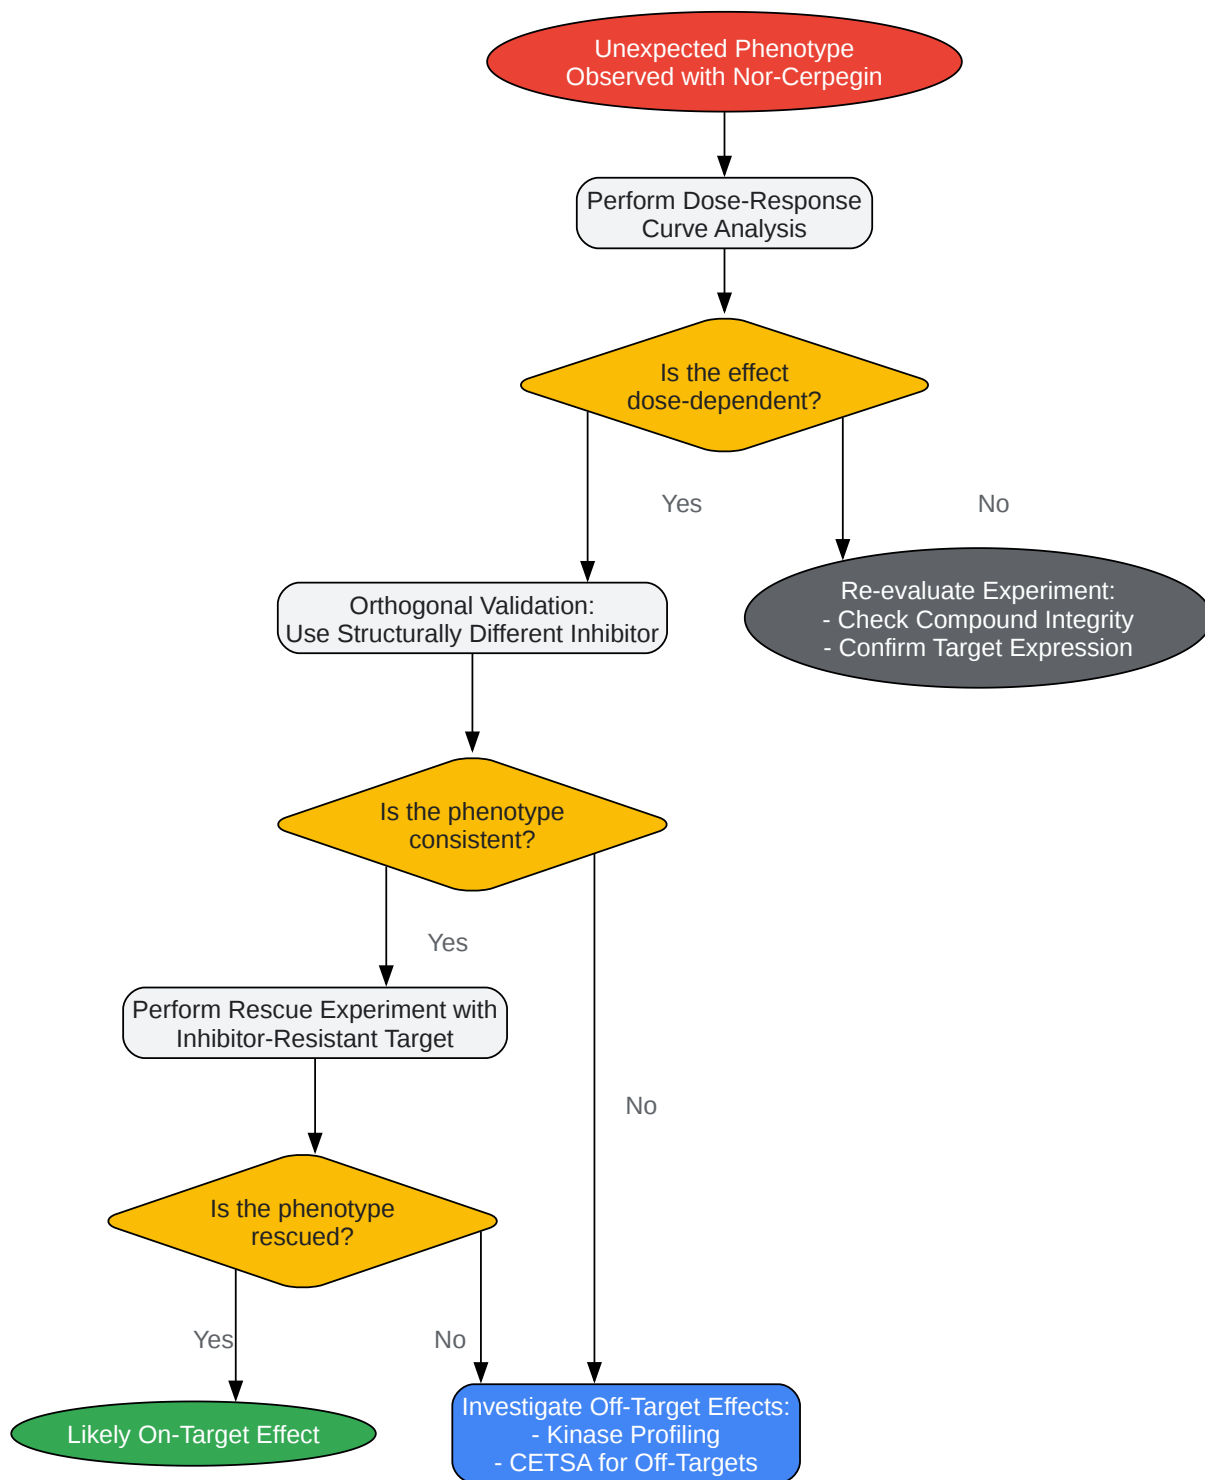 Unexpected Phenotype
Observed with Nor-Cerpegin
Perform Dose-Response
Curve Analysis
Is the effect
dose-dependent?
Yes
No
Orthogonal Validation:
Use Structurally Different Inhibitor
Re-evaluate Experiment:
- Check Compound Integrity
- Confirm Target Expression
Is the phenotype
consistent?
Yes
Perform Rescue Experiment with
Inhibitor-Resistant Target
No
Is the phenotype
rescued?
Yes
No
Likely On-Target Effect
Investigate Off-Target Effects:
- Kinase Profiling
- CETSA for Off-Targets